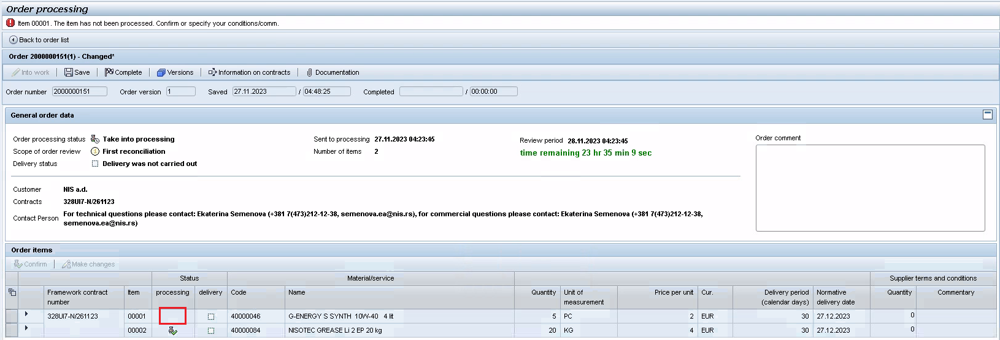 Order processing
Item 00001. The item has not been processed. Confirm or specify your conditions/comm.
Back to order list
Order 2000000151(1) - Changed*
Into work Save Complete Versions Information on contracts Documentation
Order number 2000000151 Order version 1 Saved 27.11.2023 / 04:48:25 Completed / 00:00:00
General order data
Order processing status Take into processing Sent to processing 27.11.2023 04:23:45 Review period 28.11.2023 04:23:45 Order comment
Scope of order review 1 First reconciliation Number of items 2 time remaining 23 hr 35 min 9 sec
Delivery status Delivery was not carried out
Customer NIS a.d.
Contracts 328UI7-N/261123
Contact Person For technical questions please contact: Ekaterina Semenova (+381 7(473)212-12-38, semenova.ea@nis.rs), for commercial questions please contact: Ekaterina Semenova (+381 7(473)212-12-38,
semenova.ea@nis.rs)
Order items
Confirm Make changes
Status Material/service Supplier terms and conditions
Framework contract Item processing delivery Code Name Quantity Unit of Price per unit Cur. Delivery period Normative Quantity Commentary
number measurement (calendar days) delivery date
328UI7-N/261123 00001 40000046 G-ENERGY S SYNTH 10W-40 4 lit 5 PC 2 EUR 30 27.12.2023 0
00002 40000084 NISOTEC GREASE Li 2 EP 20 kg 20 KG 4 EUR 30 27.12.2023 0